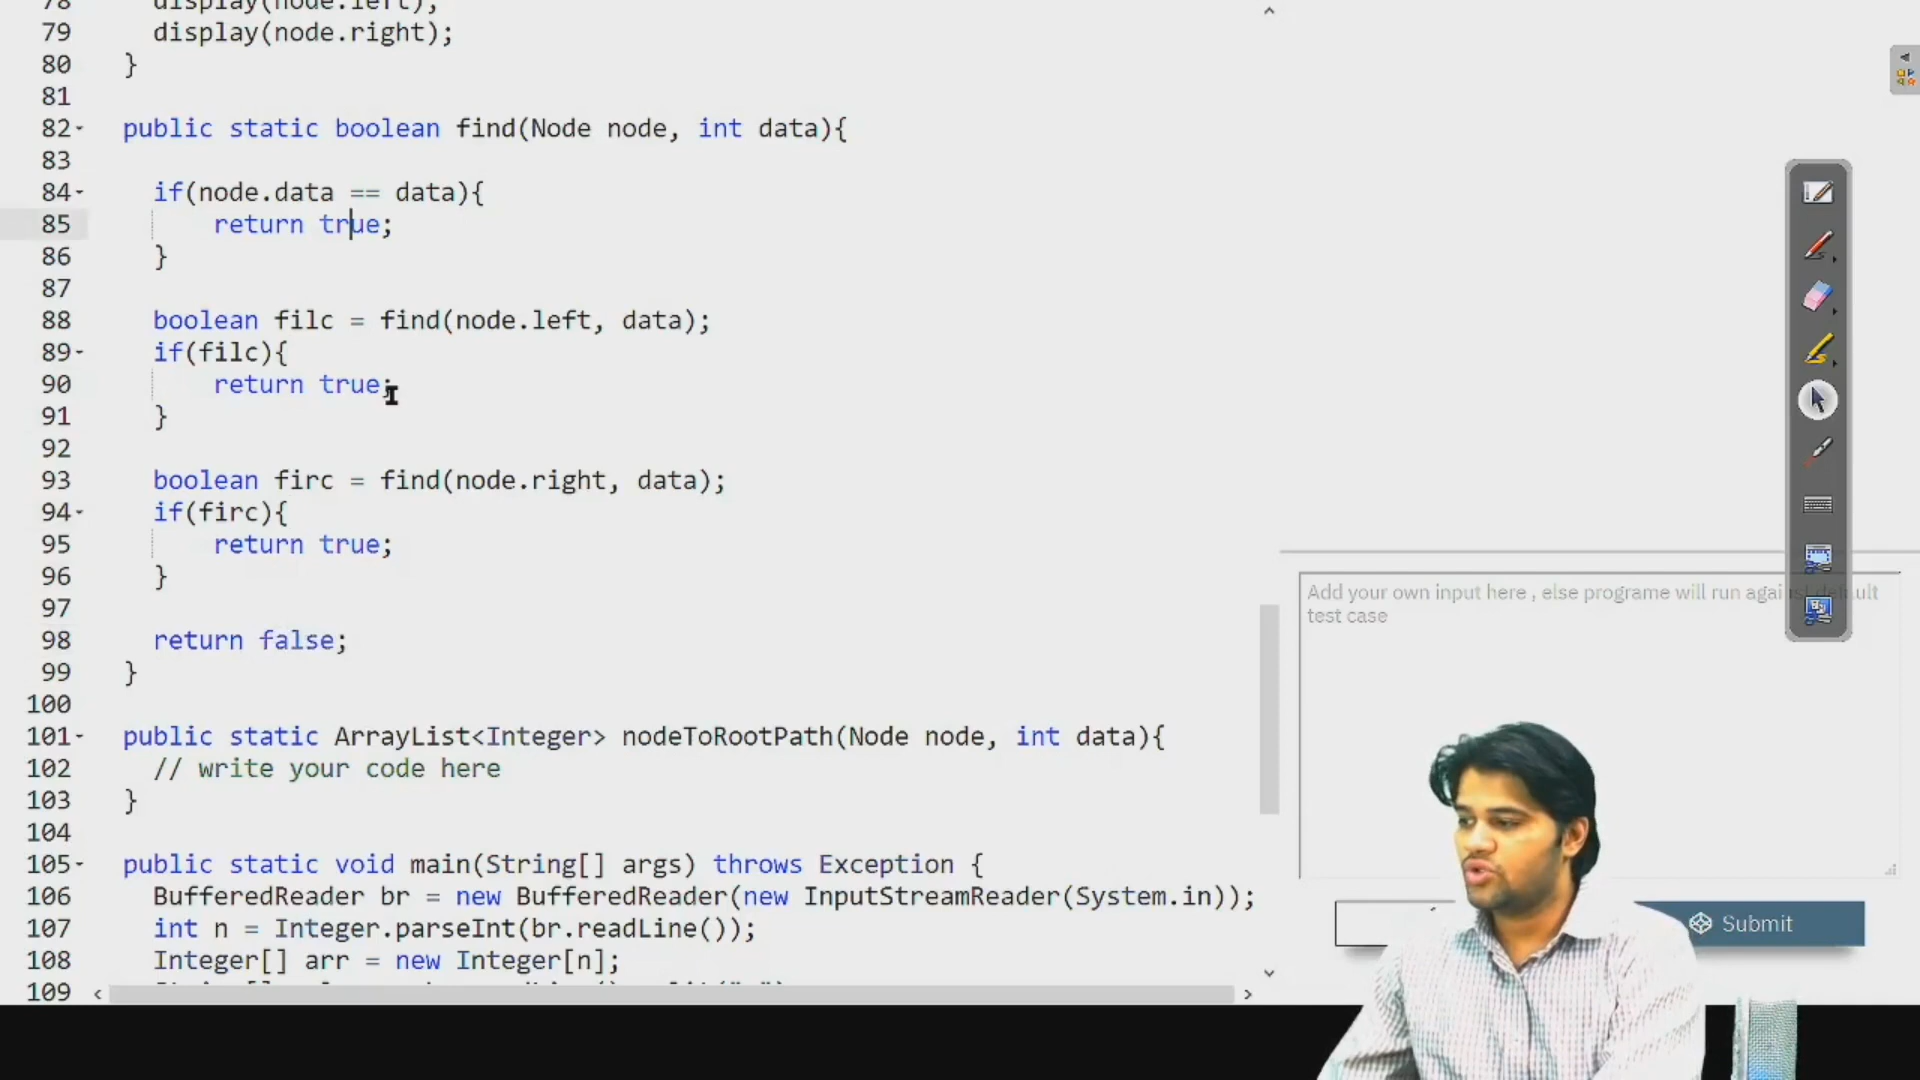 78 display(node.left);
79 display(node.right);
80 }
81
82 public static boolean find(Node node, int data){
83
84 if(node.data == data){
85 return true;
86 }
87
88 boolean filc = find(node.left, data);
89 if(filc){
90 return true;
91 }
92
93 boolean firc = find(node.right, data);
94 if(firc){
95 return true;
96 }
97
98 return false;
99 }
100
101 public static ArrayList<Integer> nodeToRootPath(Node node, int data){
102 // write your code here
103 }
104
105 public static void main(String[] args) throws Exception {
106 BufferedReader br = new BufferedReader(new InputStreamReader(System.in));
107 int n = Integer.parseInt(br.readLine());
108 Integer[] arr = new Integer[n];
109
Add your own input here , else programe will run against default
test case
Submit